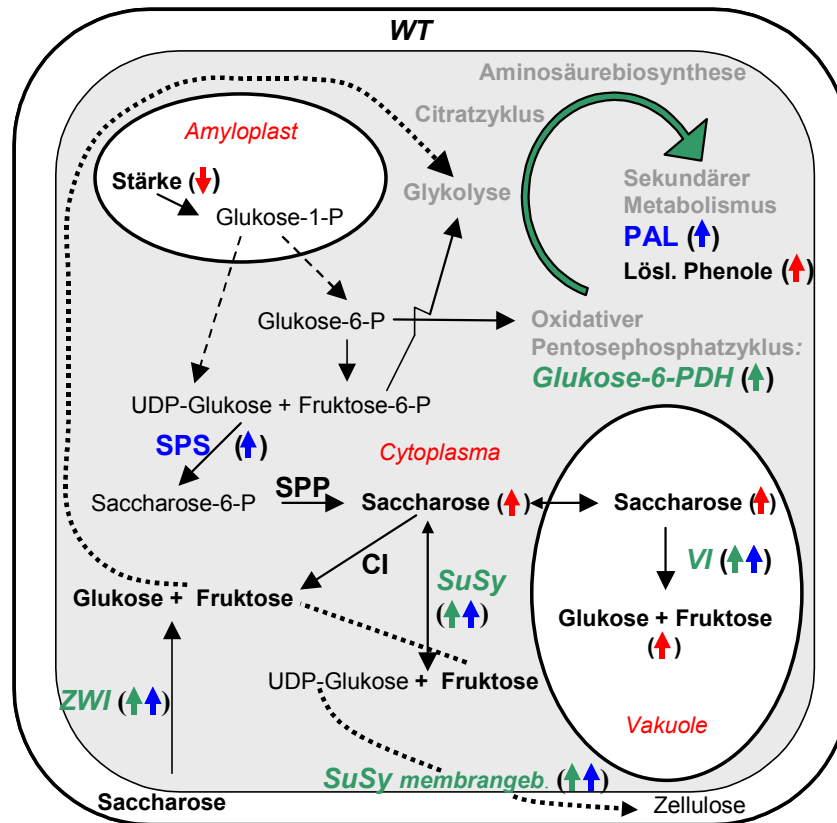 WT
Aminosäurebiosynthese
Citratzyklus
Amyloplast
Stärke ( )
Glykolyse
Glukose-1-P
Sekundärer
Metabolismus
PAL ( )
Lösl. Phenole ( )
Glukose-6-P
Oxidativer
Pentosephosphatzyklus:
Glukose-6-PDH ( )
UDP-Glukose + Fruktose-6-P
SPS ( )
Cytoplasma
Saccharose-6-P
SPP
Saccharose ( )
Saccharose ( )
CI
SuSy
( )
VI ( )
Glukose + Fruktose
Glukose + Fruktose
( )
UDP-Glukose + Fruktose
ZWI ( )
Vakuole
SuSy membrangeb. ( )
Saccharose
Zellulose